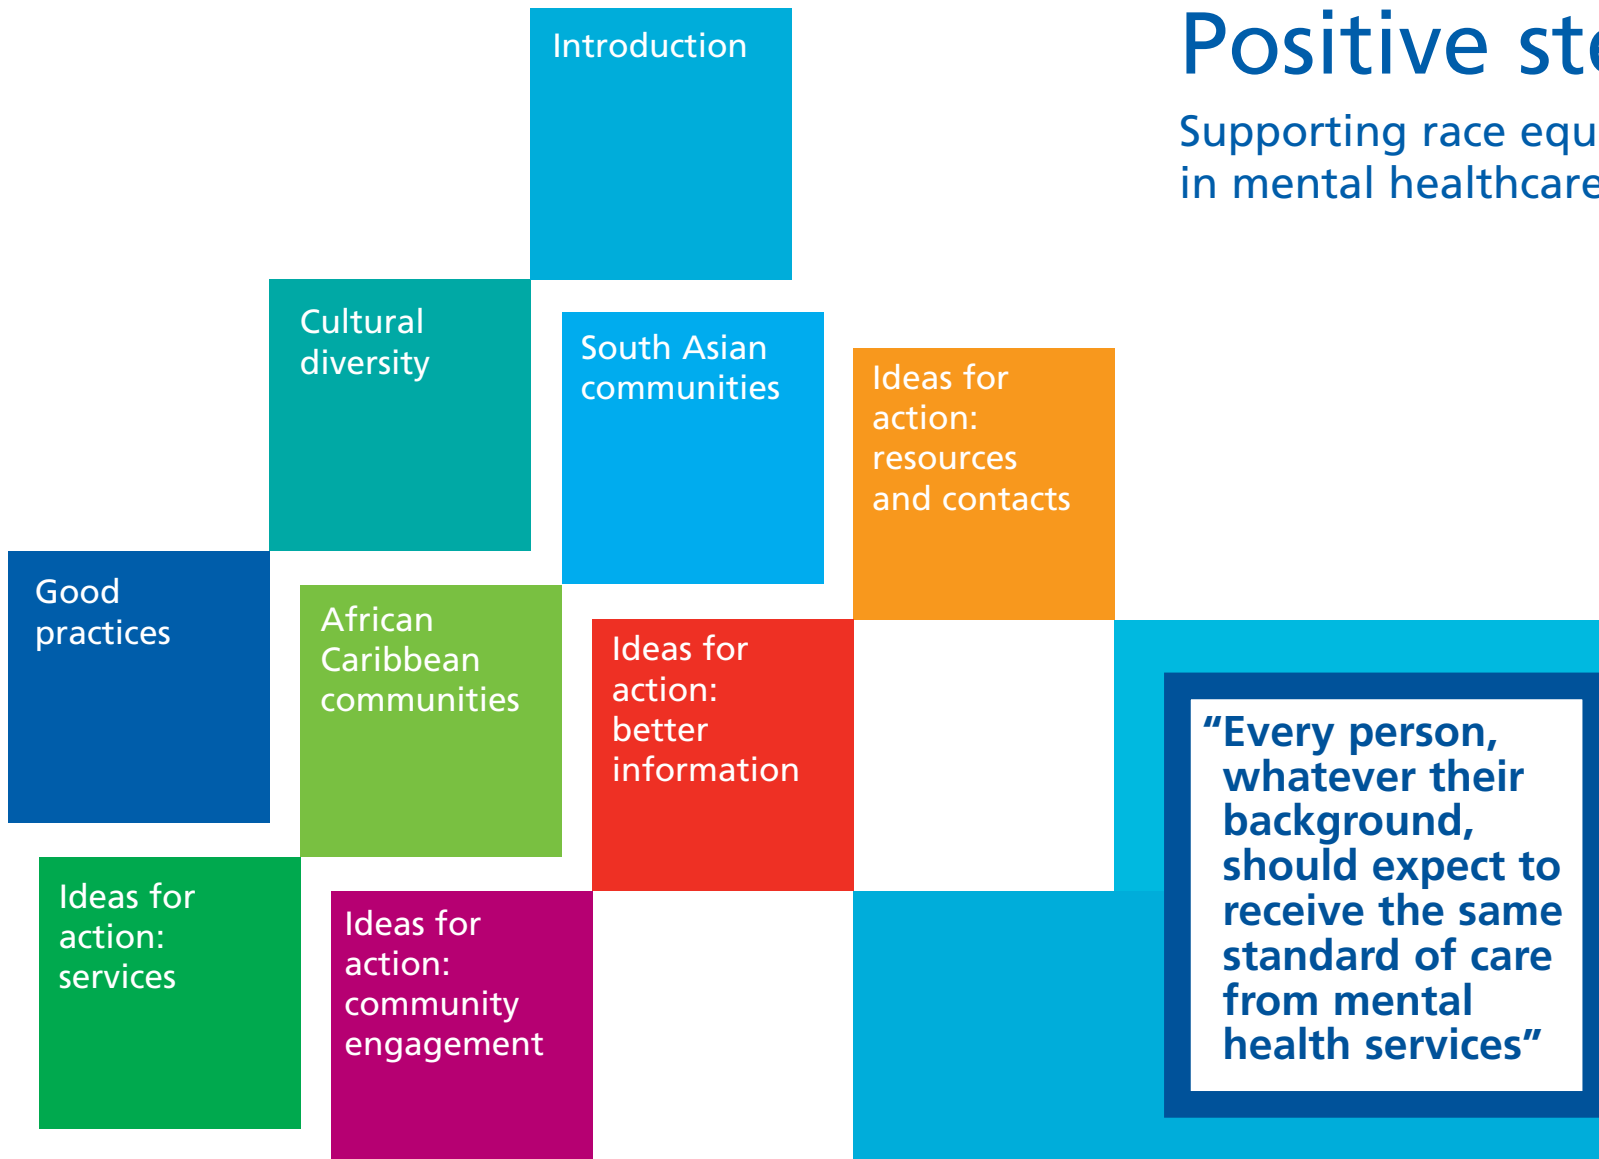 Positive ste
Supporting race equ
in mental healthcare
Introduction
Cultural
diversity
South Asian
communities
Ideas for
action:
resources
and contacts
Good
practices
African
Caribbean
communities
Ideas for
action:
better
information
Ideas for
action:
services
Ideas for
action:
community
engagement
“Every person,
whatever their
background,
should expect to
receive the same
standard of care
from mental
health services”